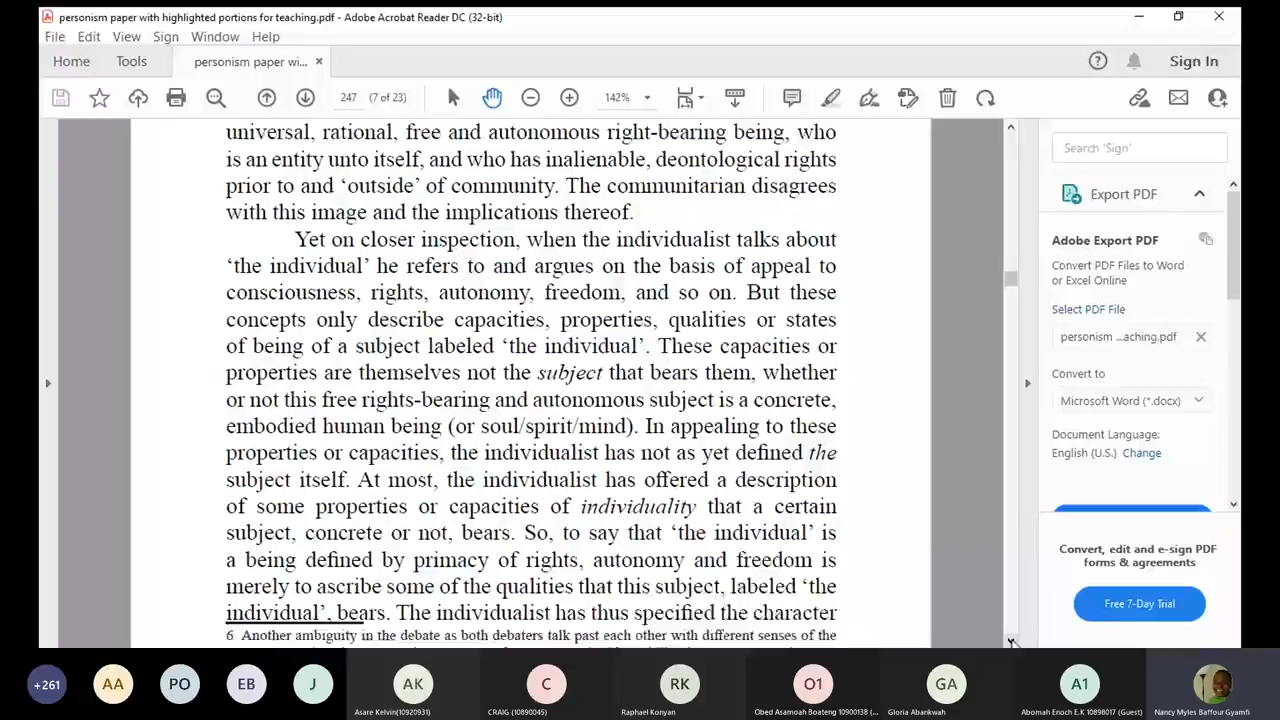 personism paper with highlighted portions for teaching.pdf - Adobe Acrobat Reader DC (32-bit)
File Edit View Sign Window Help
Home Tools personism paper wi... × Sign In
247 (7 of 23) 142%
universal, rational, free and autonomous right-bearing being, who
is an entity unto itself, and who has inalienable, deontological rights
prior to and ‘outside’ of community. The communitarian disagrees
with this image and the implications thereof.
Yet on closer inspection, when the individualist talks about
‘the individual’ he refers to and argues on the basis of appeal to
consciousness, rights, autonomy, freedom, and so on. But these
concepts only describe capacities, properties, qualities or states
of being of a subject labeled ‘the individual’. These capacities or
properties are themselves not the subject that bears them, whether
or not this free rights-bearing and autonomous subject is a concrete,
embodied human being (or soul/spirit/mind). In appealing to these
properties or capacities, the individualist has not as yet defined the
subject itself. At most, the individualist has offered a description
of some properties or capacities of individuality that a certain
subject, concrete or not, bears. So, to say that ‘the individual’ is
a being defined by primacy of rights, autonomy and freedom is
merely to ascribe some of the qualities that this subject, labeled ‘the
individual’, bears. The individualist has thus specified the character
6 Another ambiguity in the debate as both debaters talk past each other with different senses of the
Search 'Sign'
Export PDF
Adobe Export PDF
Convert PDF Files to Word
or Excel Online
Select PDF File
personism ...aching.pdf
Convert to
Microsoft Word (*.docx)
Document Language:
English (U.S.) Change
Convert, edit and e-sign PDF
forms & agreements
Free 7-Day Trial
+261 AA PO EB J AK C RK O1 GA A1
Asare Kelvin(10920931) CRAIG (10890045) Raphael Konyan Obed Asamoah Boateng 10900138 (... Gloria Abankwah Abomah Enoch E.K 10898017 (Guest) Nancy Myles Balfour Gyamfi